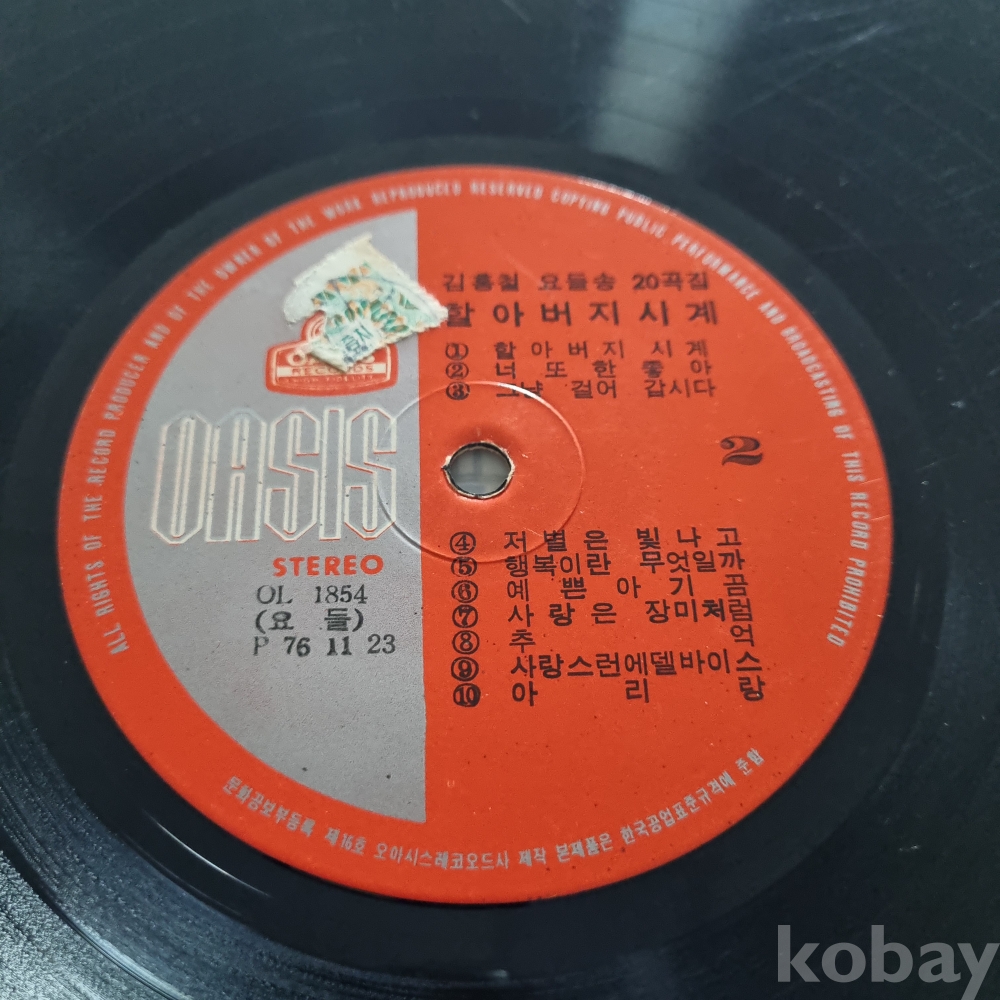 ALL RIGHTS OF THE RECORD PRODUCER AND OF THE OWNER OF THE WORK REPRODUCED RESERVED COPYING PUBLIC PERFORMANCE AND BROADCASTING OF THIS RECORD PROHIBITED
김홍철 요들송 20곡집
할아버지시계
① 할아버지 시계
② 너 또 한 좋 아
③ 그냥 걸어 갑시다
RECORDS
OASIS
2
STEREO
OL 1854
(요 들)
P 76 11 23
④ 저 별 은 빛 나 고
⑤ 행복이란 무엇일까
⑥ 예 쁜 아 기 곰
⑦ 사 랑 은 장미처럼
⑧ 추 억
⑨ 사랑스런에델바이스
⑩ 아 리 랑
문화공보부등록 제16호 오아시스레코오드사 제작 본제품은 한국공업표준규격에 준함
kobay